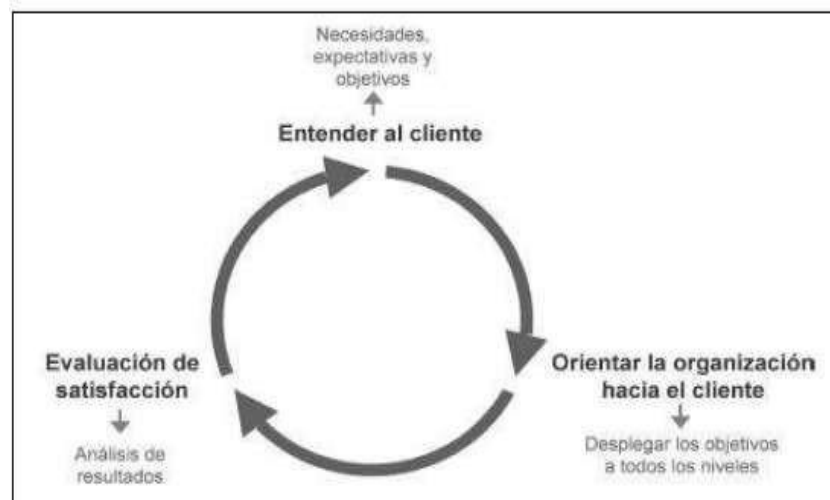 Necesidades,
expectativas y
objetivos
Entender al cliente
Evaluación de
satisfacción
Análisis de
resultados
Orientar la organización
hacia el cliente
Desplegar los objetivos
a todos los niveles